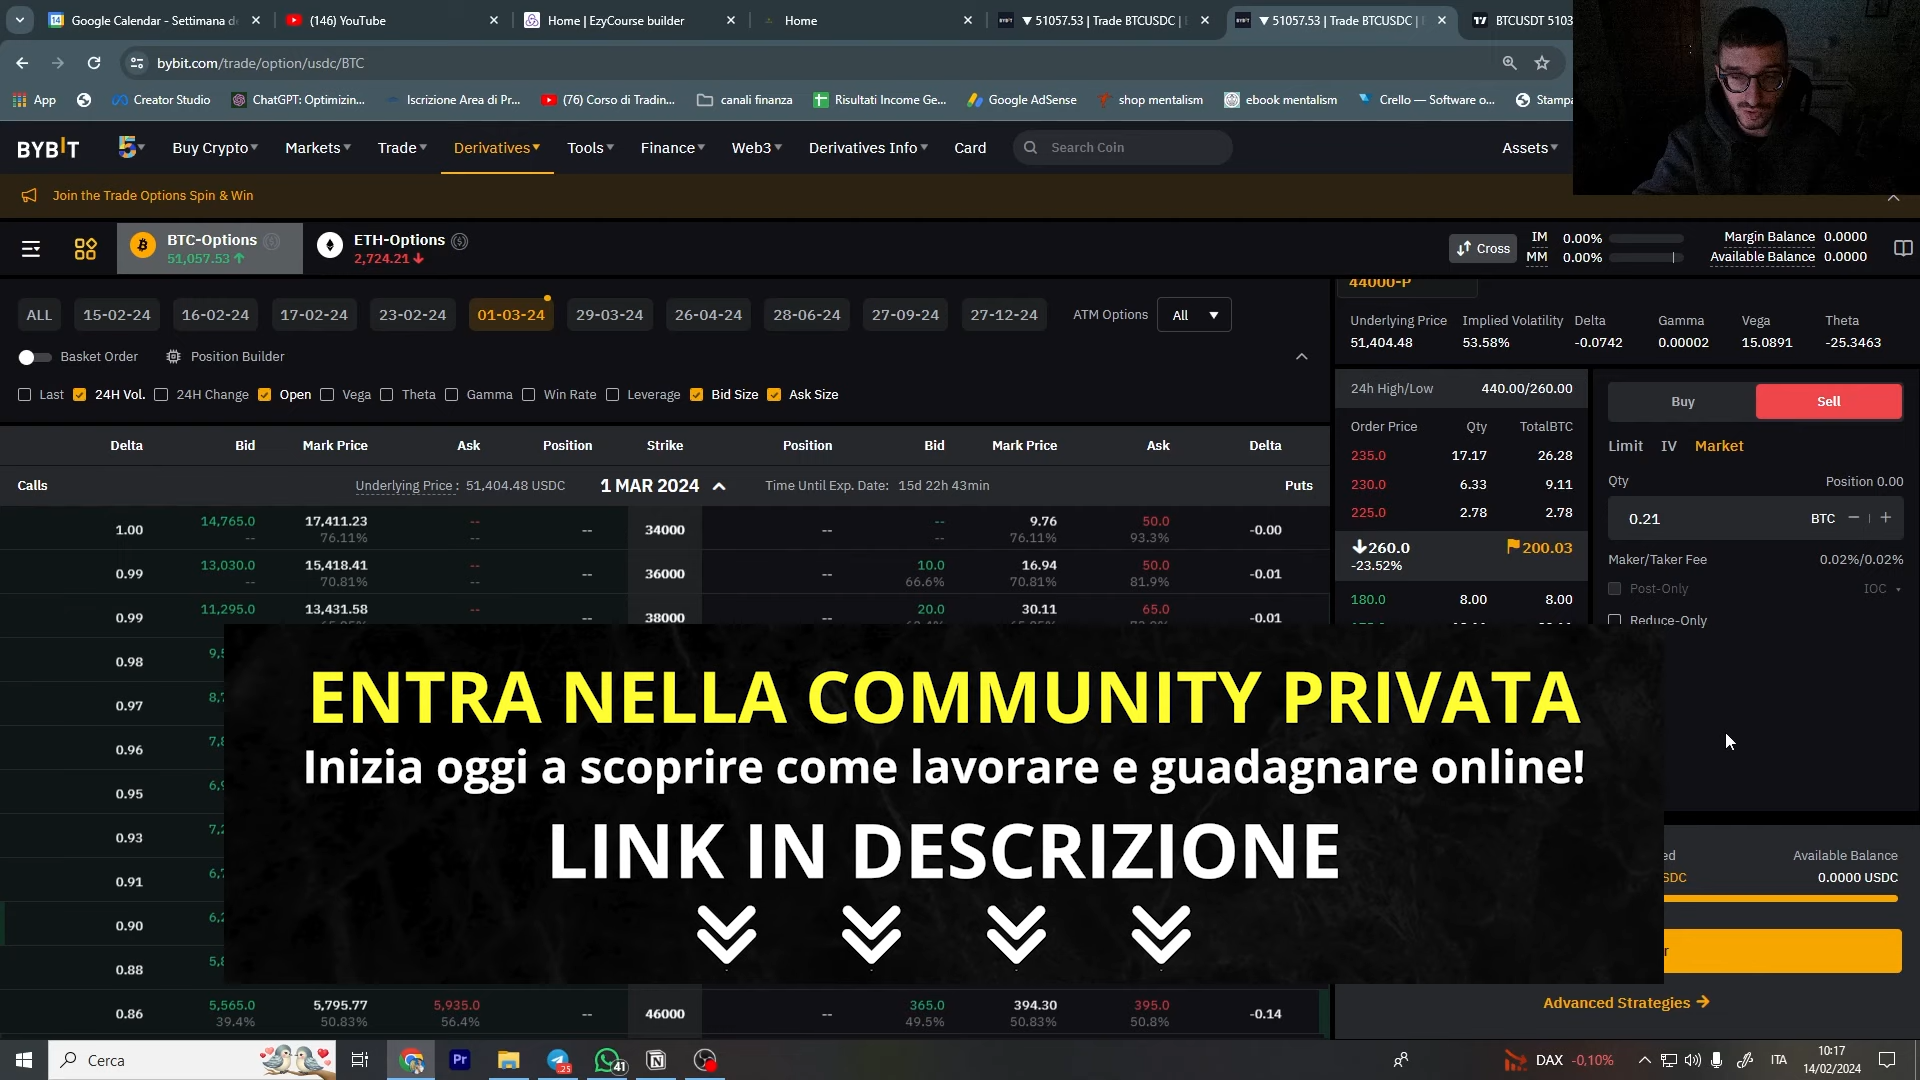 Google Calendar - Settimana d
(146) YouTube
Home | EzyCourse builder
Home
▼ 51057.53 | Trade BTCUSDC |
▼ 51057.53 | Trade BTCUSDC |
BTCUSDT 5103
bybit.com/trade/option/usdc/BTC
App
Creator Studio
ChatGPT: Optimizin...
Iscrizione Area di Pr...
(76) Corso di Tradin...
canali finanza
Risultati Income Ge...
Google AdSense
shop mentalism
ebook mentalism
Crello — Software o...
Stampa
BYBIT
Buy Crypto
Markets
Trade
Derivatives
Tools
Finance
Web3
Derivatives Info
Card
Search Coin
Assets
Join the Trade Options Spin & Win
BTC-Options
51,057.53
ETH-Options
2,724.21
Cross
IM 0.00%
MM 0.00%
Margin Balance 0.0000
Available Balance 0.0000
ALL 15-02-24 16-02-24 17-02-24 23-02-24 01-03-24 29-03-24 26-04-24 28-06-24 27-09-24 27-12-24 ATM Options All
Basket Order Position Builder
Last 24H Vol. 24H Change Open Vega Theta Gamma Win Rate Leverage Bid Size Ask Size
Delta Bid Mark Price Ask Position Strike Position Bid Mark Price Ask Delta
Calls Underlying Price : 51,404.48 USDC 1 MAR 2024 Time Until Exp. Date: 15d 22h 43min Puts
1.00 14,765.0 17,411.23 -- -- 34000 -- -- 9.76 50.0 -0.00
-- 76.11% -- -- 76.11% 93.3%
0.99 13,030.0 15,418.41 -- -- 36000 -- 10.0 16.94 50.0 -0.01
-- 70.81% -- 66.6% 70.81% 81.9%
0.99 11,295.0 13,431.58 -- -- 38000 -- 20.0 30.11 65.0 -0.01
0.98
0.97
0.96
0.95
0.93
0.91
0.90
0.88
0.86 5,565.0 5,795.77 5,935.0 -- 46000 -- 365.0 394.30 395.0 -0.14
39.4% 50.83% 56.4% 49.5% 50.83% 50.8%
44000-P
Underlying Price Implied Volatility Delta Gamma Vega Theta
51,404.48 53.58% -0.0742 0.00002 15.0891 -25.3463
24h High/Low 440.00/260.00
Order Price Qty TotalBTC
235.0 17.17 26.28
230.0 6.33 9.11
225.0 2.78 2.78
260.0 200.03
-23.52%
180.0 8.00 8.00
Buy Sell
Limit IV Market
Qty Position 0.00
0.21 BTC
Maker/Taker Fee 0.02%/0.02%
Post-Only IOC
Reduce-Only
ENTRA NELLA COMMUNITY PRIVATA
Inizia oggi a scoprire come lavorare e guadagnare online!
LINK IN DESCRIZIONE
Available Balance
0.0000 USDC
Advanced Strategies
Cerca
41
DAX -0,10%
ITA
10:17
14/02/2024